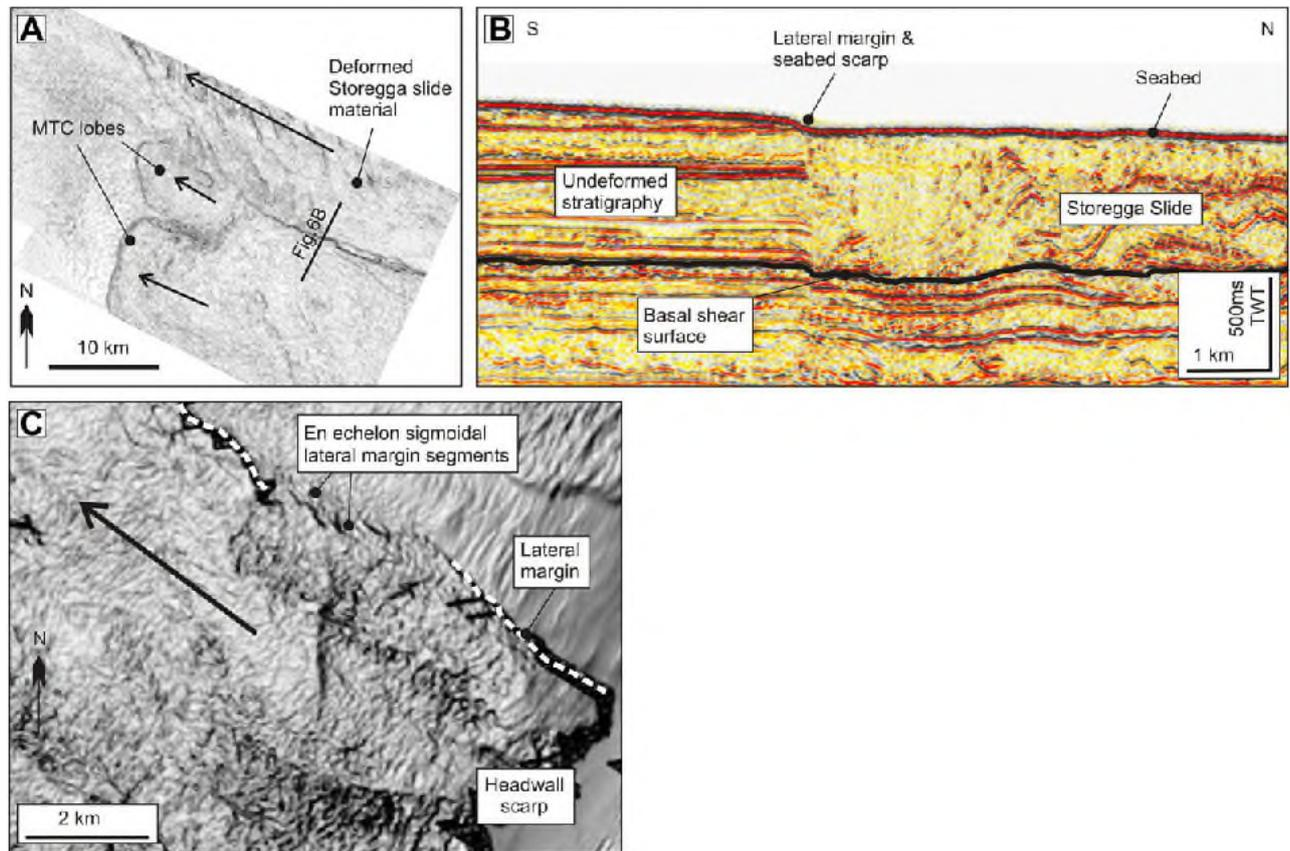 A
Deformed
Storegga slide
material
MTC lobes
Fig. 6B
N
10 km
B
S
N
Lateral margin &
seabed scarp
Seabed
Undeformed
stratigraphy
Storegga Slide
Basal shear
surface
500ms
TWT
1 km
C
En echelon sigmoidal
lateral margin segments
Lateral
margin
N
Headwall
scarp
2 km